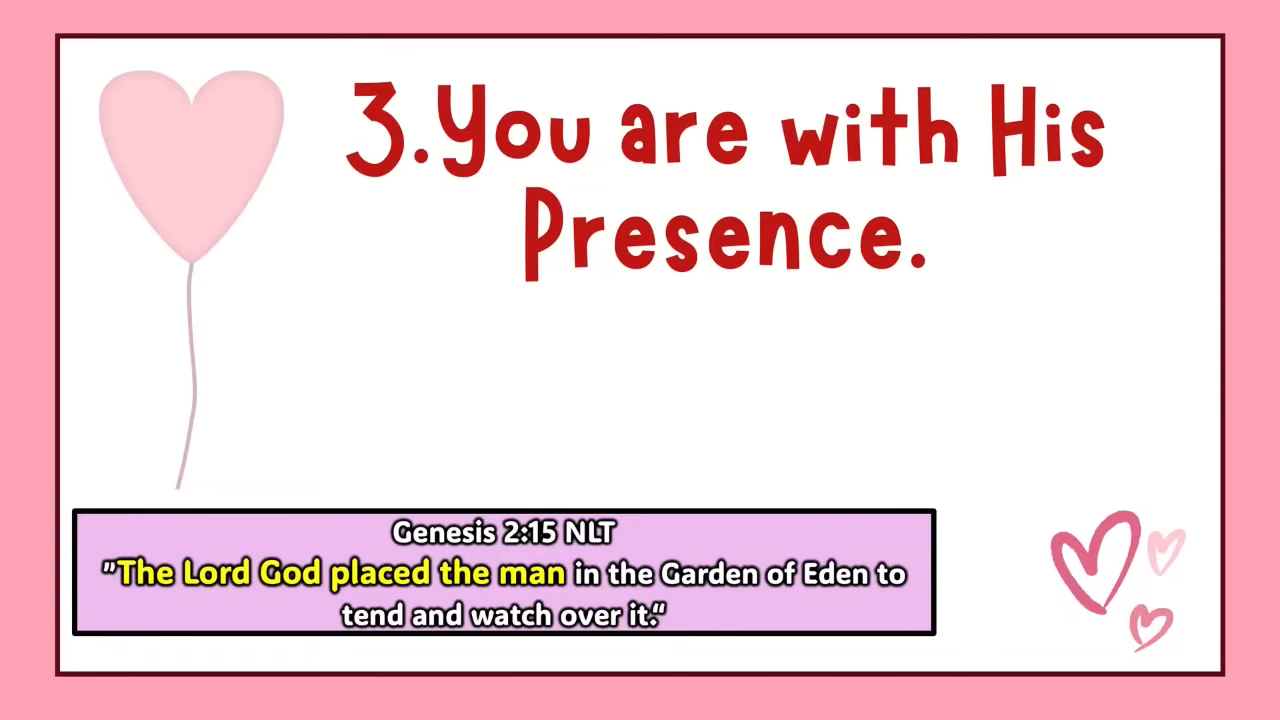 3.You are with His
Presence.
Genesis 2:15 NLT
”The Lord God placed the man in the Garden of Eden to
tend and watch over it.“